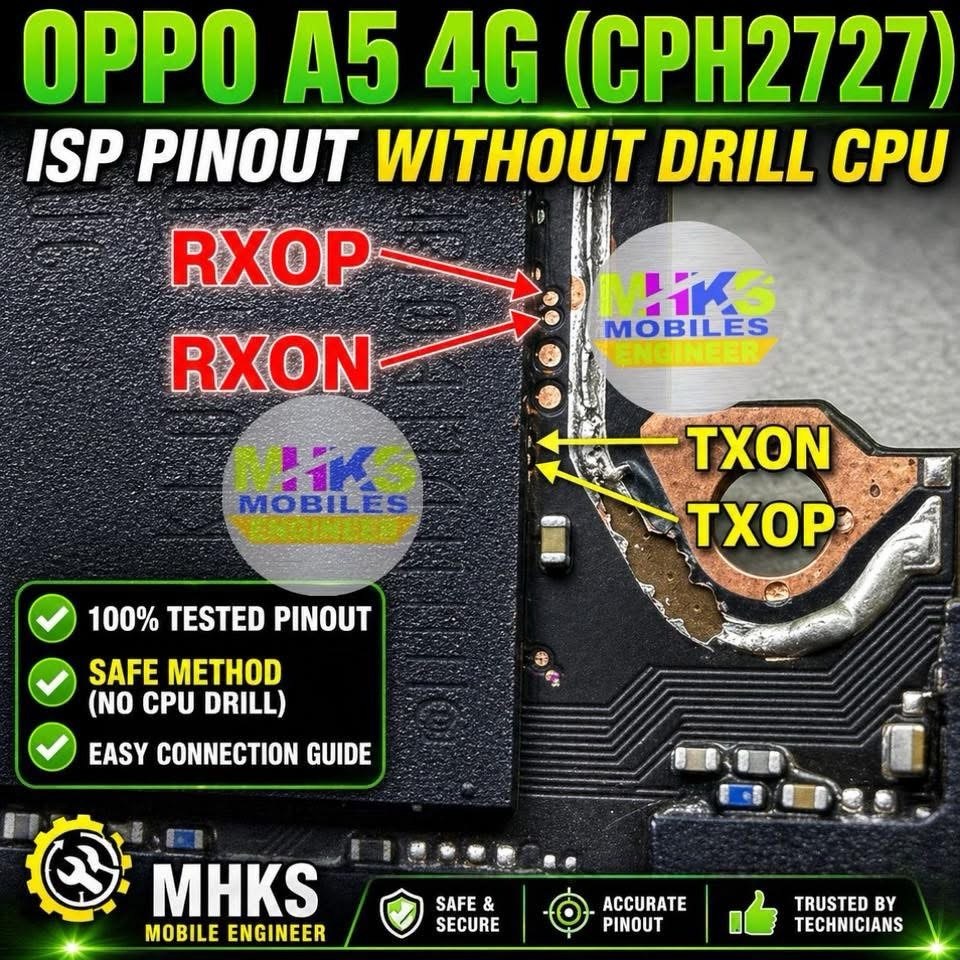 OPPO A5 4G (CPH2727)
ISP PINOUT WITHOUT DRILL CPU
RXOP
RXON
MHKS
MOBILES
ENGINEER
TXON
TXOP
MHKS
MOBILES
ENGINEER
100% TESTED PINOUT
SAFE METHOD
(NO CPU DRILL)
EASY CONNECTION GUIDE
MHKS
MOBILE ENGINEER
SAFE &
SECURE
ACCURATE
PINOUT
TRUSTED BY
TECHNICIANS